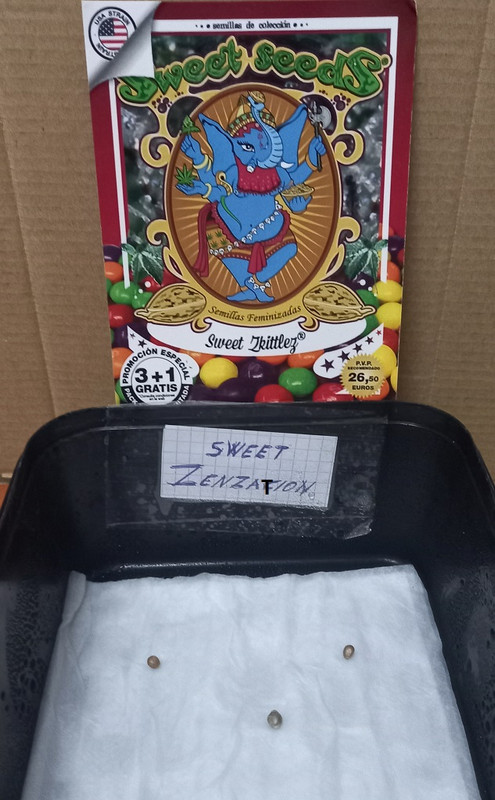 USA STRAIN
semillas de colección
Sweet Seeds®
Semillas Feminizadas
Sweet Zkittlez®
PROMOCIÓN ESPECIAL
3+1
GRATIS
P.V.P.
RECOMENDADO
26,50
EUROS
SWEET
ZENZATION